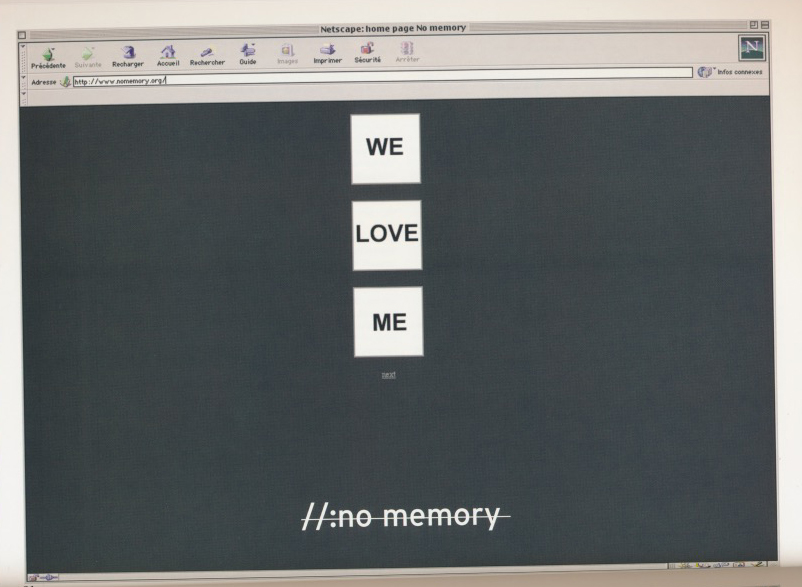 Netscape: home page No memory
Précédente Suivante Recharger Accueil Rechercher Guide Images Imprimer Sécurité Arrêter
N
Adresse http://www.nomemory.org/ Infos connexes
WE
LOVE
ME
next
//:no memory